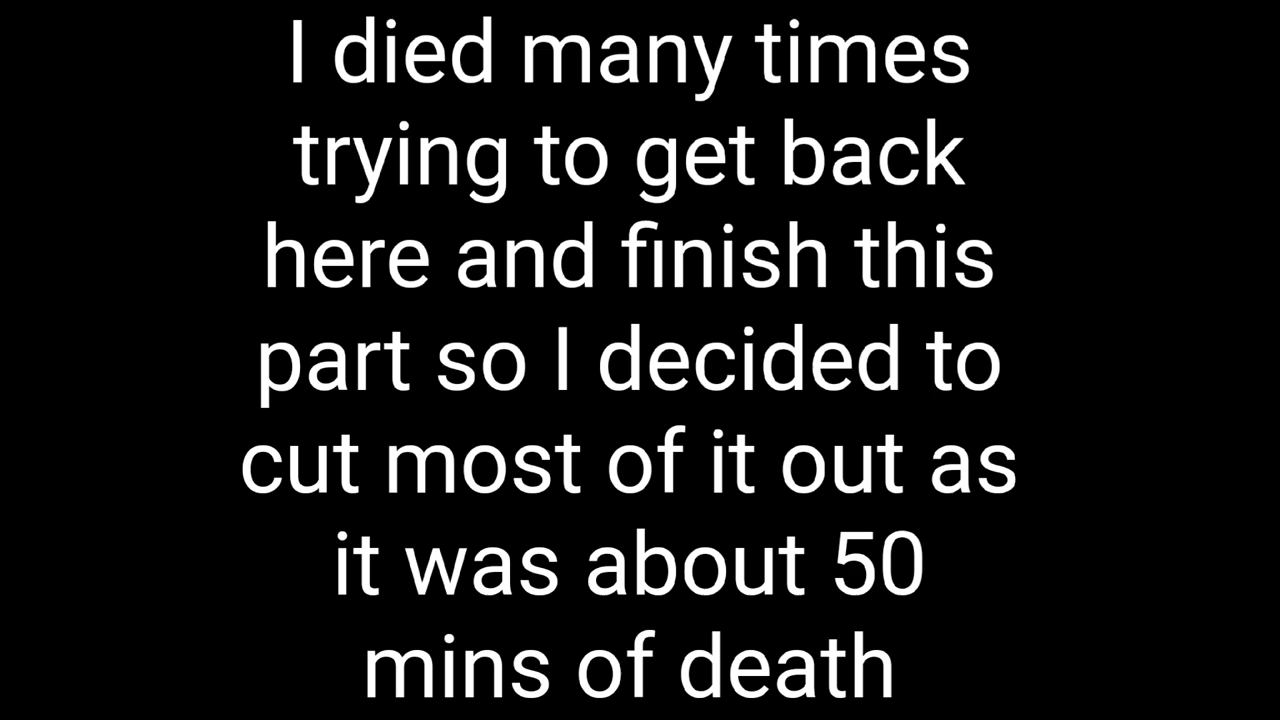 I died many times
trying to get back
here and finish this
part so I decided to
cut most of it out as
it was about 50
mins of death